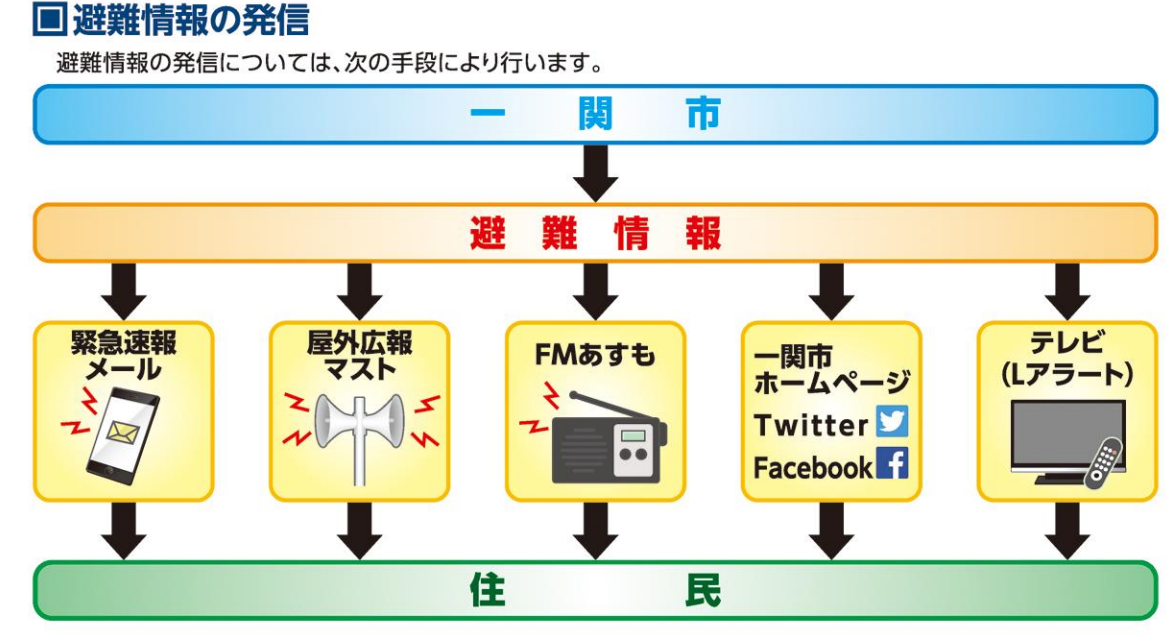 避難情報の発信
避難情報の発信については、次の手段により行います。
一関市
避難情報
緊急速報
メール
屋外広報
マスト
FMあすも
一関市
ホームページ
Twitter
Facebook f
テレビ
(Lアラート)
住民